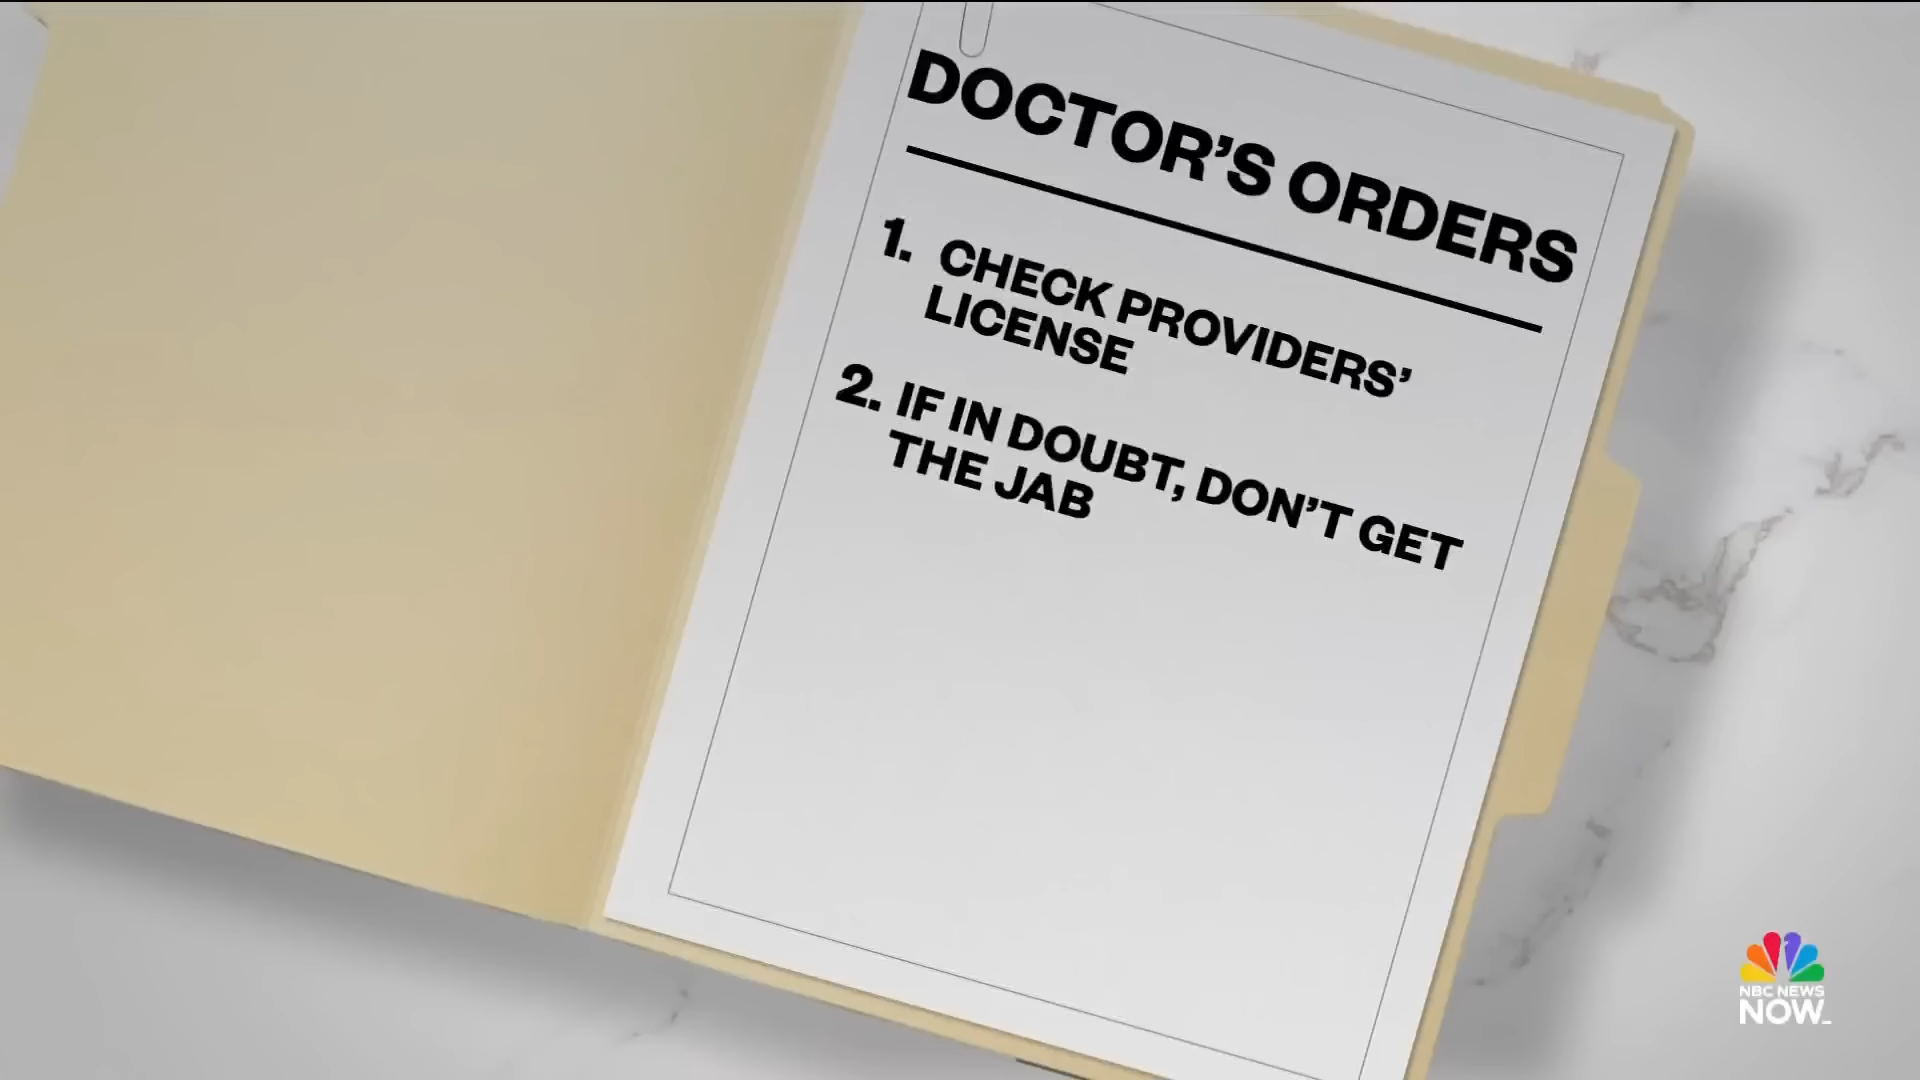 DOCTOR'S ORDERS
1. CHECK PROVIDERS'
LICENSE
2. IF IN DOUBT, DON'T GET
THE JAB
NBC NEWS
NOW